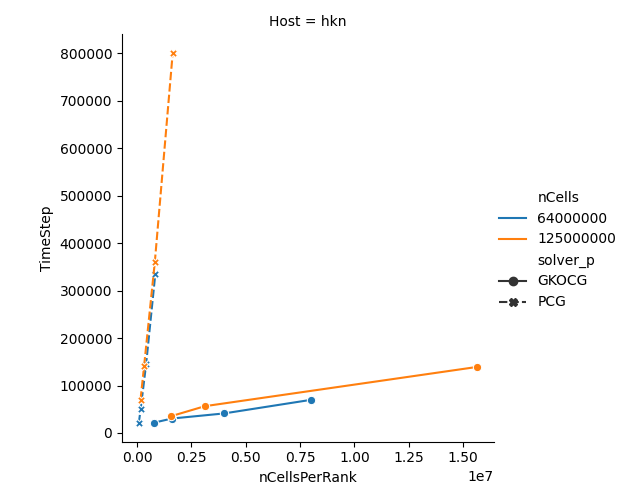 Host = hkn
800000
700000
600000
500000
400000
300000
200000
100000
0
TimeStep
0.00 0.25 0.50 0.75 1.00 1.25 1.50
1e7
nCellsPerRank
nCells
64000000
125000000
solver_p
GKOCG
PCG